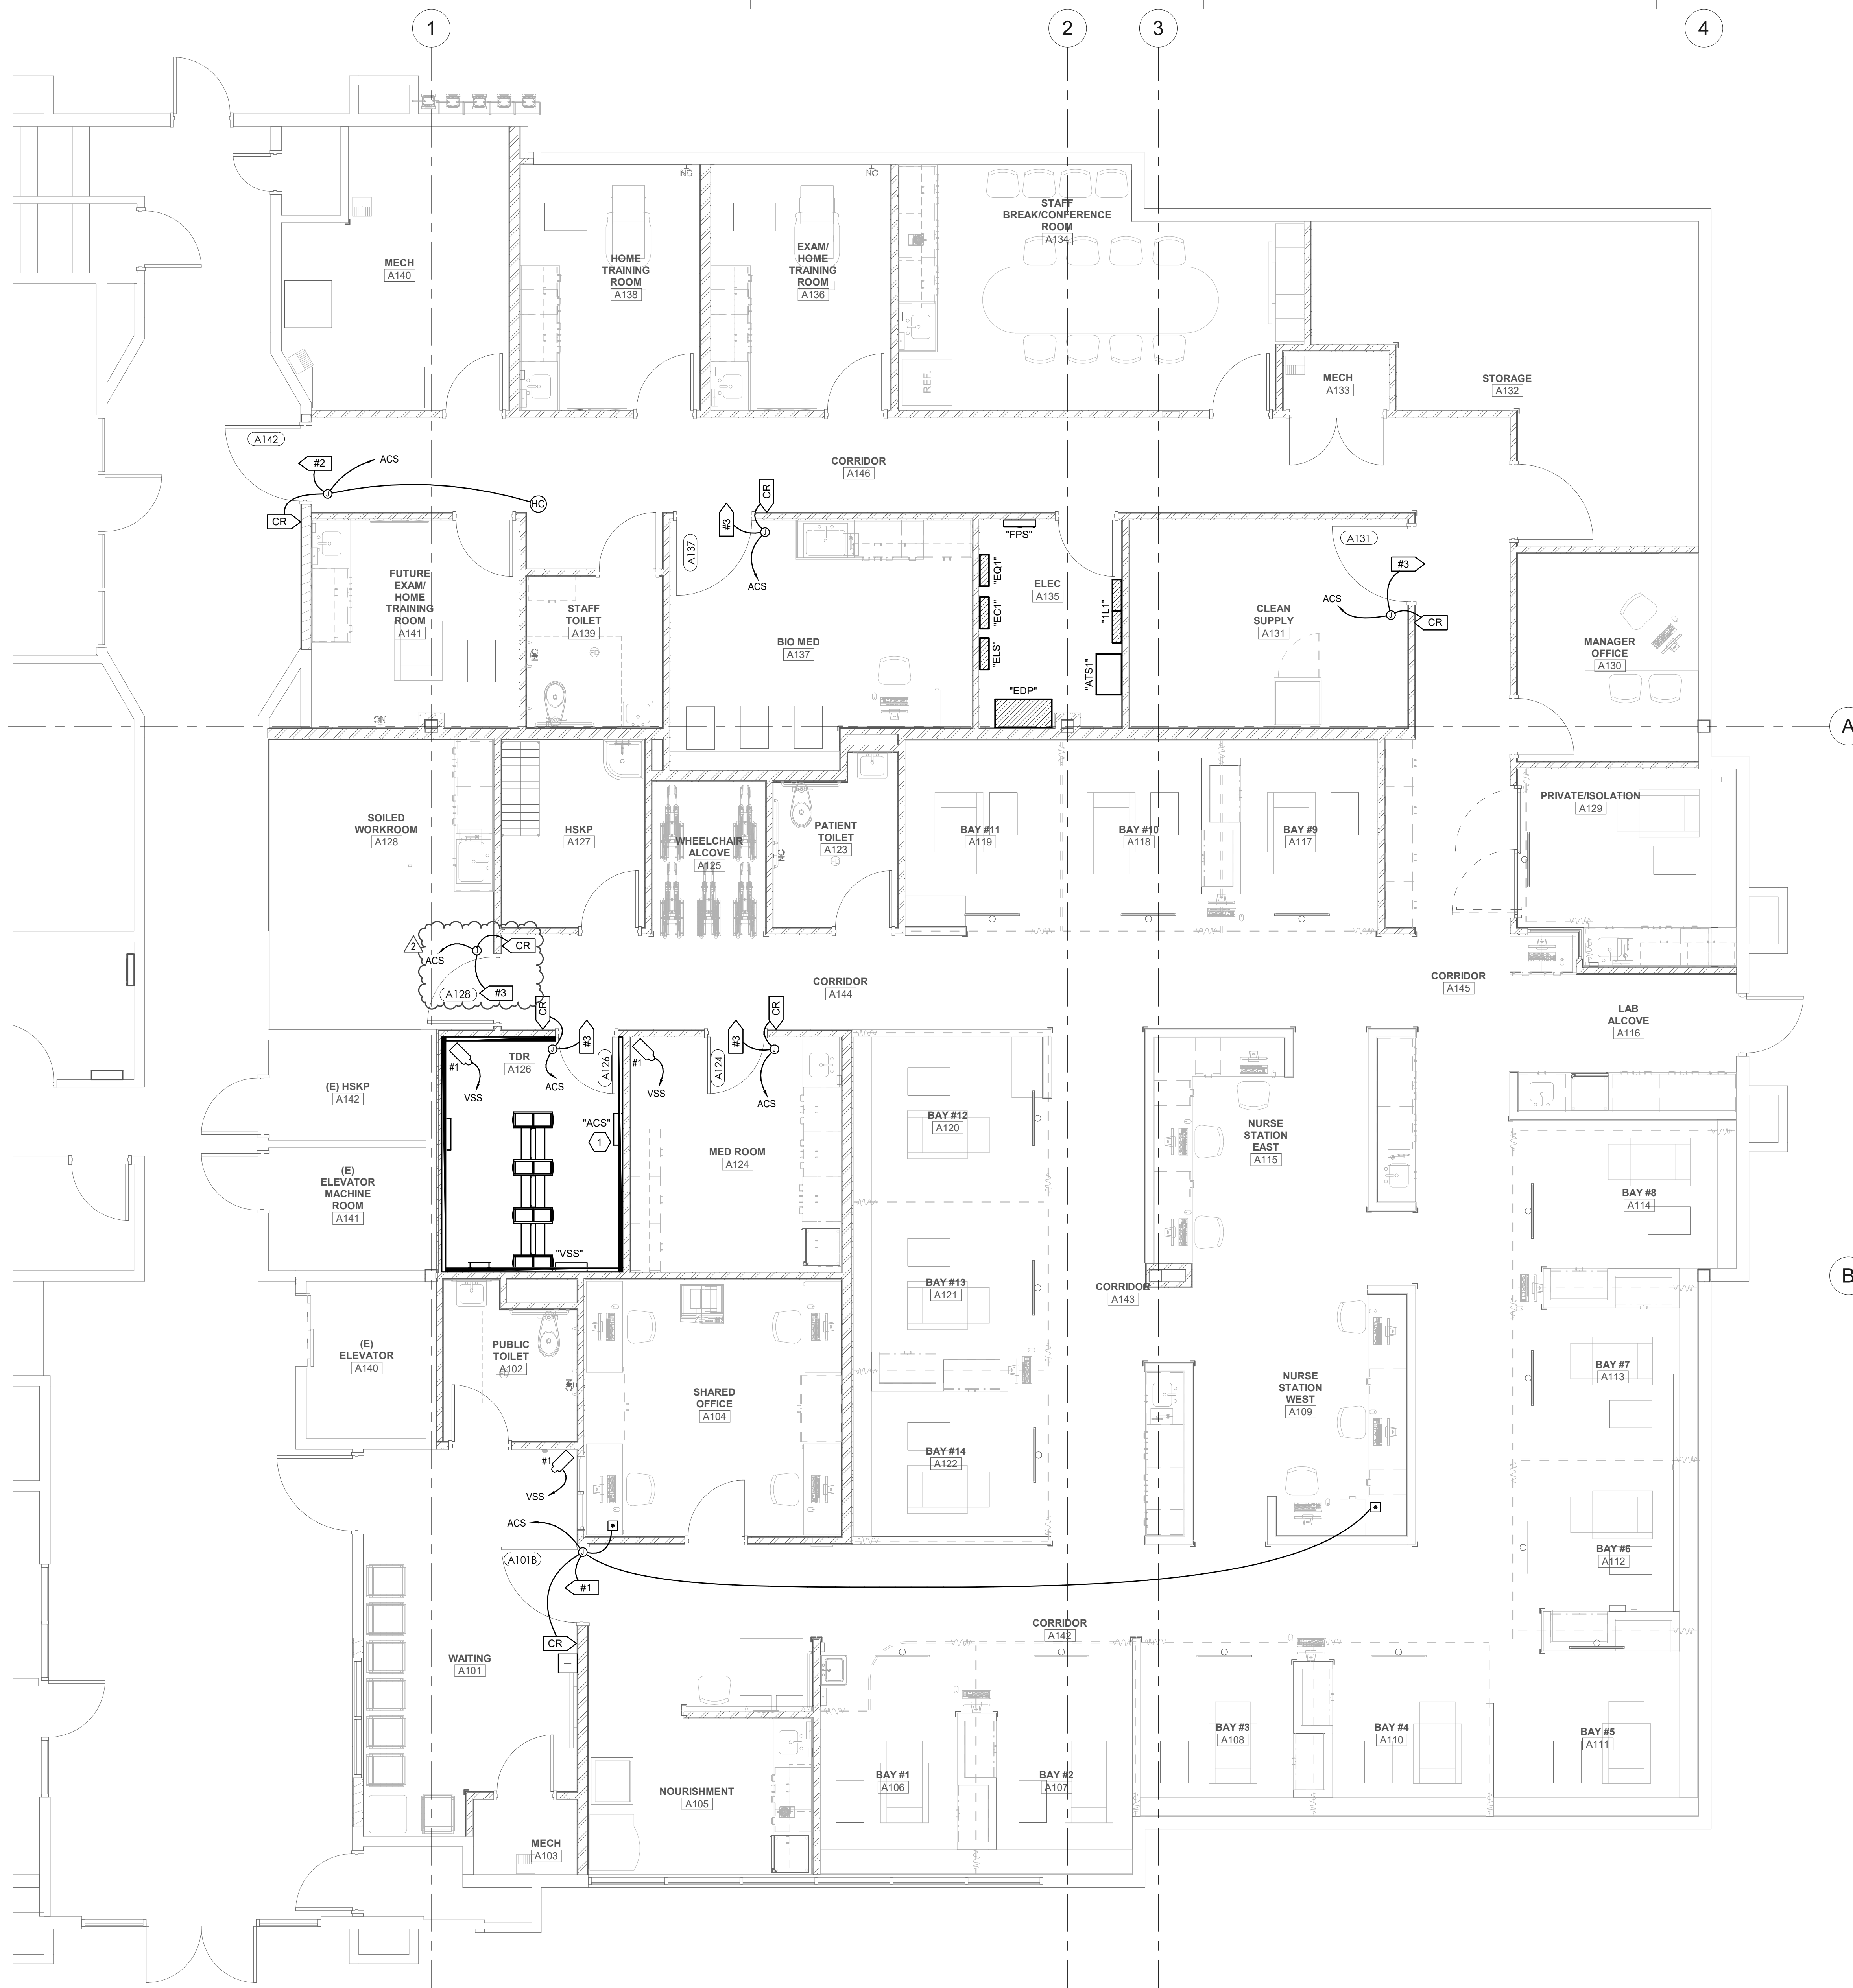 1
2
3
4
NC
NC
STAFF
BREAK/CONFERENCE
ROOM
A134
MECH
A140
HOME
TRAINING
ROOM
A138
EXAM/
HOME
TRAINING
ROOM
A136
REF.
MECH
A133
STORAGE
A132
A142
#2
ACS
J
HC
CR
CORRIDOR
A146
CR
#3
J
A137
ACS
"FPS"
"EQ1"
"EC1"
"ELS"
"EDP"
ELEC
A135
"1L1"
"ATS1"
A131
#3
ACS
J
CR
CLEAN
SUPPLY
A131
FUTURE
EXAM/
HOME
TRAINING
ROOM
A141
NC
STAFF
TOILET
A139
FD
NC
BIO MED
A137
MANAGER
OFFICE
A130
A
SOILED
WORKROOM
A128
HSKP
A127
WHEELCHAIR
ALCOVE
A125
PATIENT
TOILET
A123
FD
NC
BAY #11
A119
BAY #10
A118
BAY #9
A117
PRIVATE/ISOLATION
A129
2
ACS
J
CR
A128
#3
CORRIDOR
A144
CORRIDOR
A145
LAB
ALCOVE
A116
CR
#3
J
ACS
A126
#1
VSS
TDR
A126
"ACS"
1
"VSS"
#1
VSS
#3
A124
CR
J
ACS
MED ROOM
A124
(E) HSKP
A142
(E)
ELEVATOR
MACHINE
ROOM
A141
BAY #12
A120
NURSE
STATION
EAST
A115
BAY #8
A114
B
BAY #13
A121
CORRIDOR
A143
(E)
ELEVATOR
A140
PUBLIC
TOILET
A102
NC
SHARED
OFFICE
A104
BAY #7
A113
NURSE
STATION
WEST
A109
BAY #14
A122
#1
VSS
ACS
J
A101B
#1
CR
BAY #6
A112
CORRIDOR
A142
WAITING
A101
I
BAY #3
A108
BAY #4
A110
BAY #5
A111
NOURISHMENT
A105
BAY #1
A106
BAY #2
A107
MECH
A103